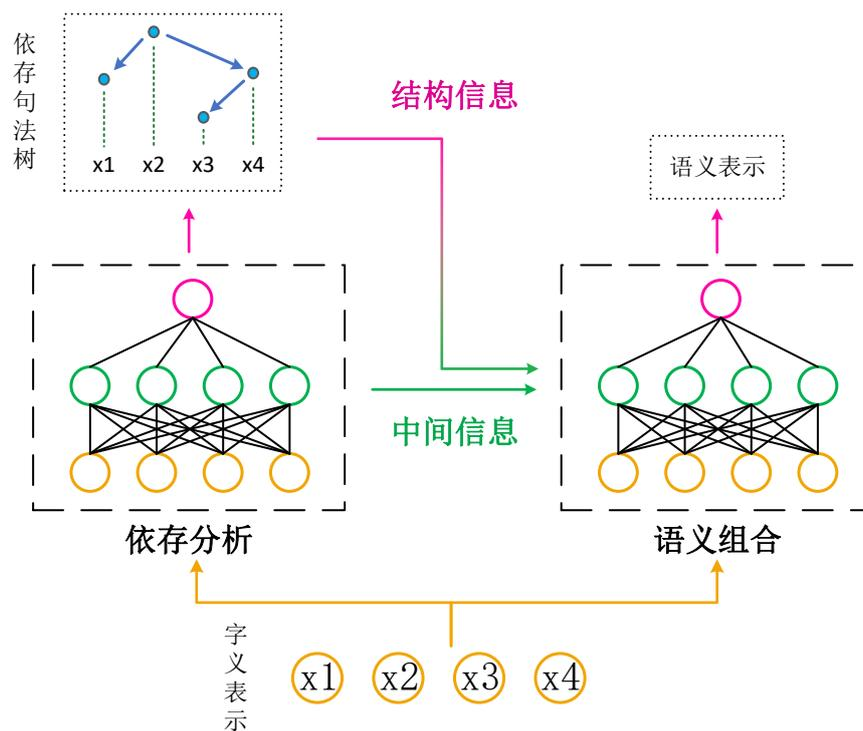 依存句法树
x1 x2 x3 x4
结构信息
语义表示
中间信息
依存分析
语义组合
字义表示
x1 x2 x3 x4